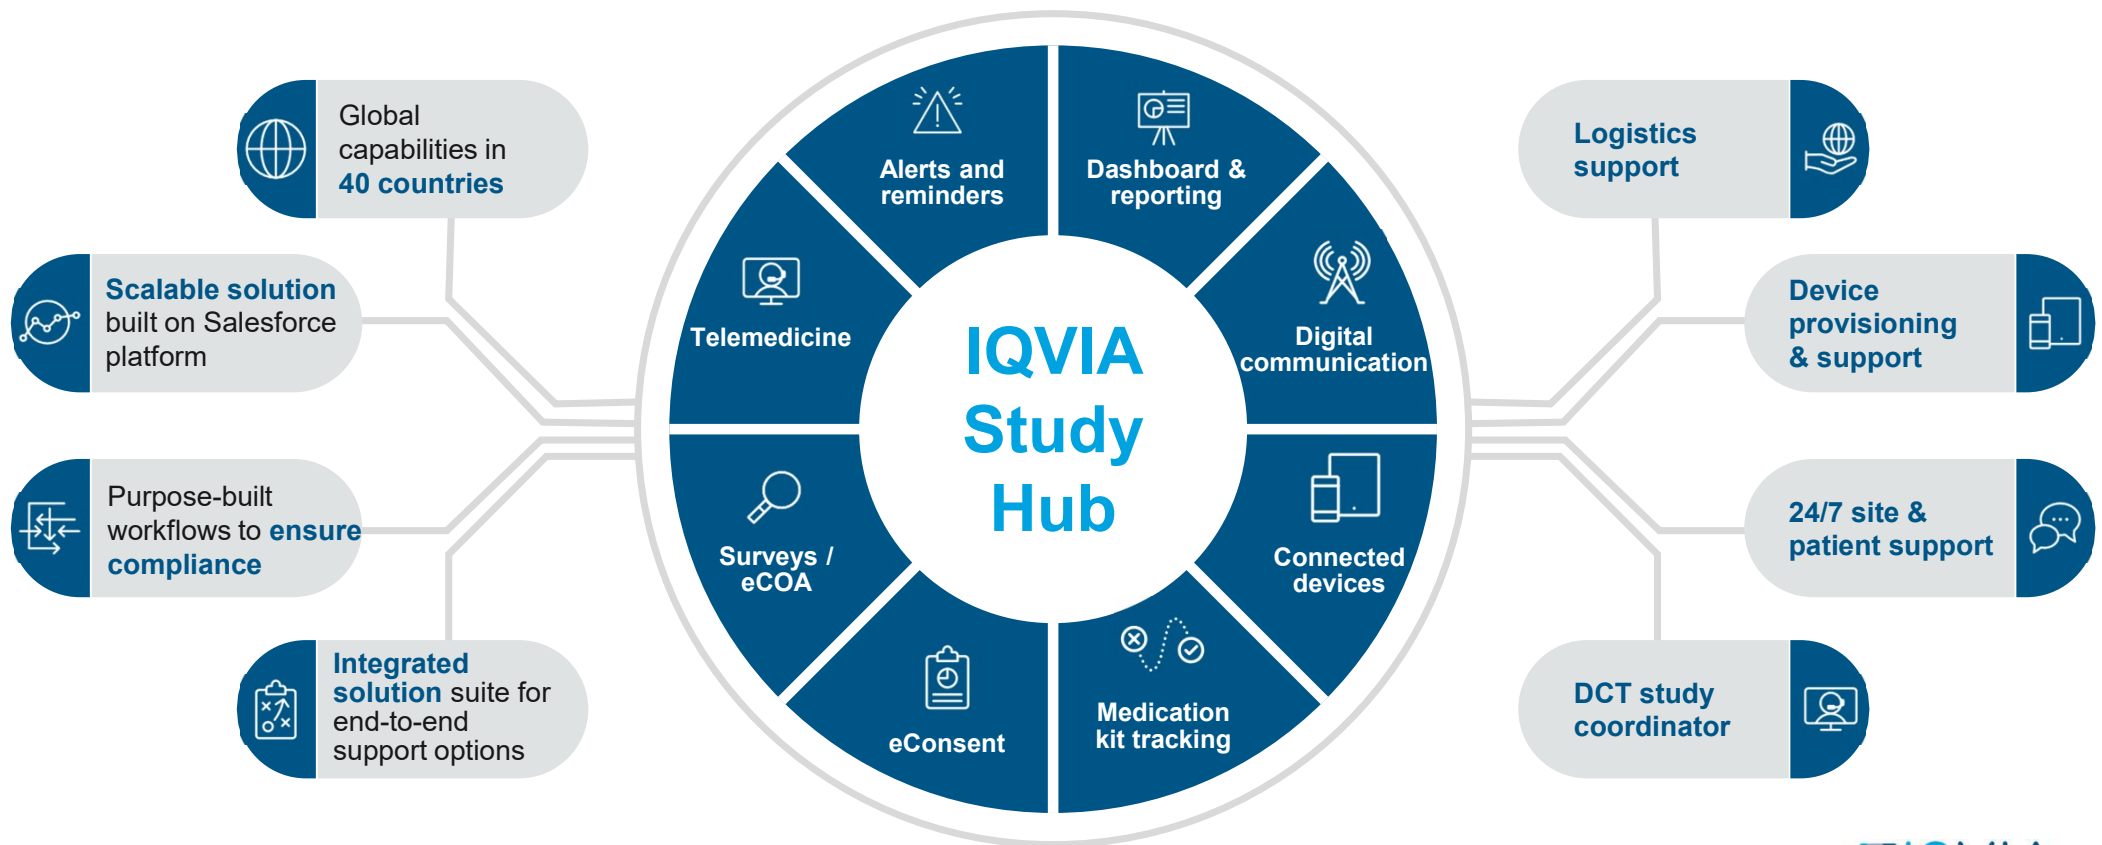 Global
capabilities in
40 countries
Scalable solution
built on Salesforce
platform
Purpose-built
workflows to ensure
compliance
Integrated
solution suite for
end-to-end
support options
Alerts and
reminders
Dashboard &
reporting
Telemedicine
Digital
communication
IQVIA
Study
Hub
Surveys /
eCOA
Connected
devices
eConsent
Medication
kit tracking
Logistics
support
Device
provisioning
& support
24/7 site &
patient support
DCT study
coordinator